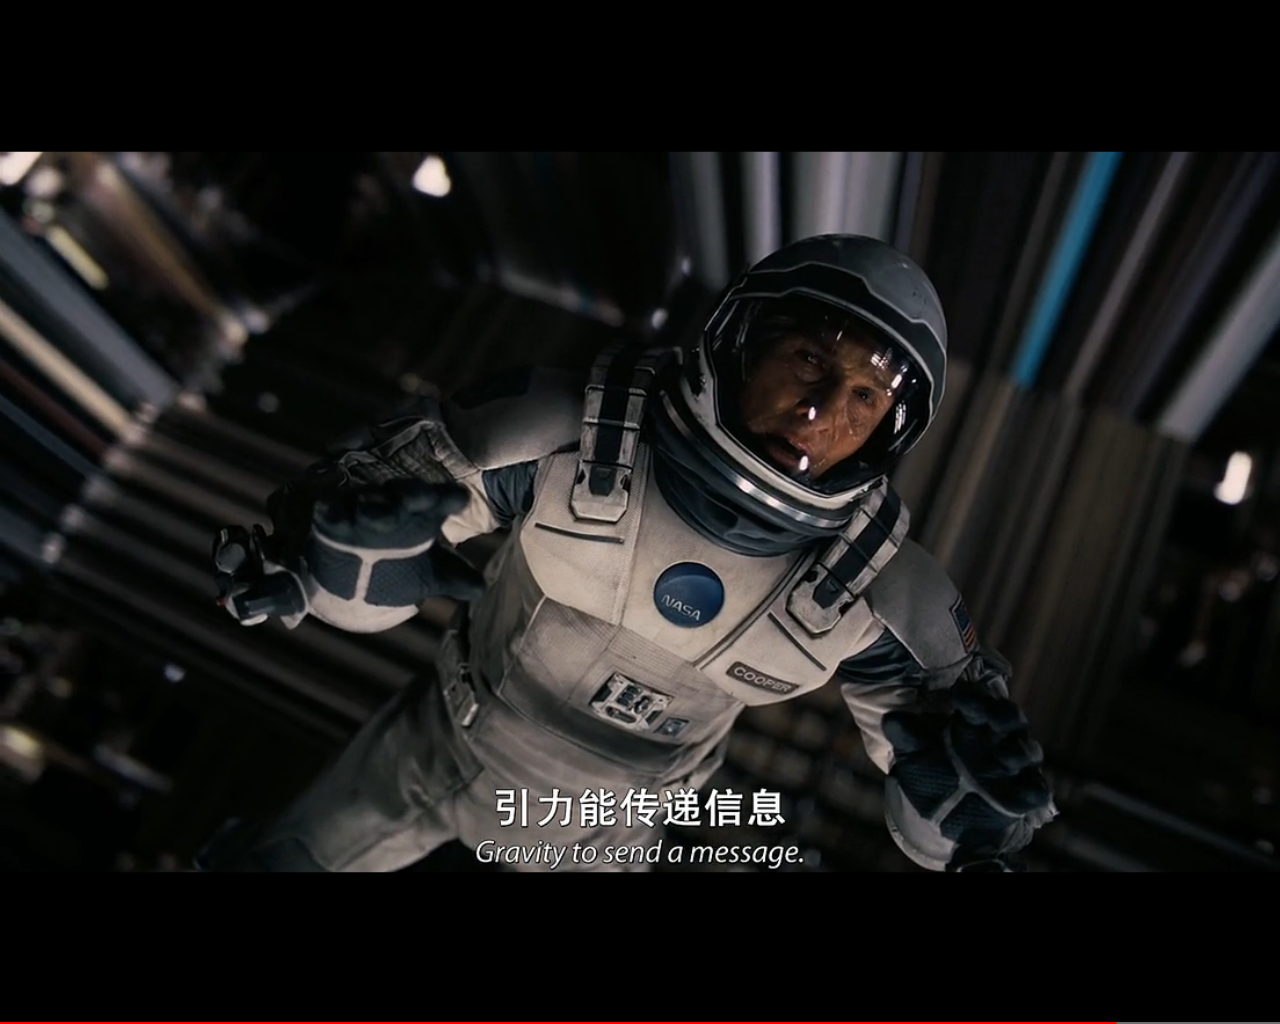 NASA
COOPER
引力能传递信息
Gravity to send a message.